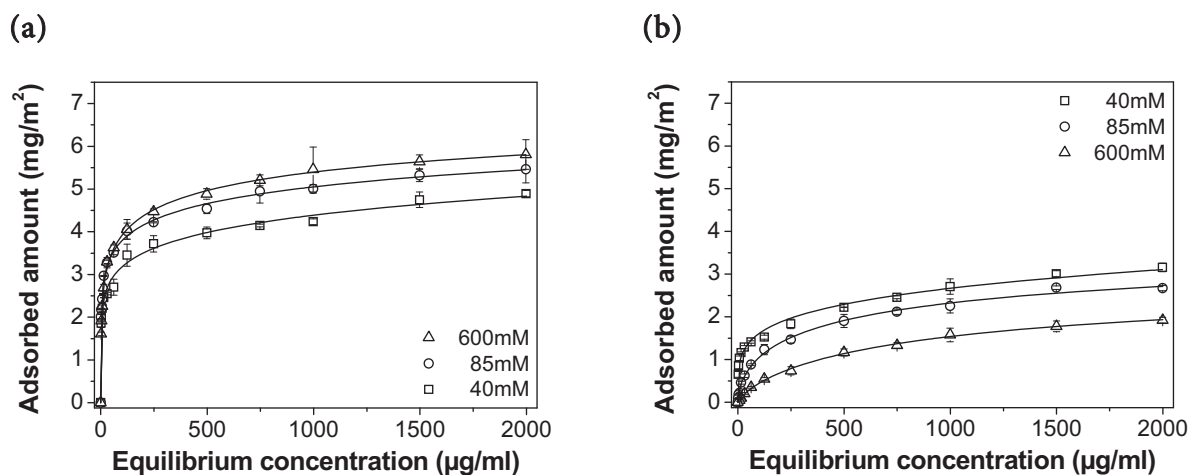 (a)
Adsorbed amount (mg/m²)
7
6
5
4
3
2
1
0
600mM
85mM
40mM
0 500 1000 1500 2000
Equilibrium concentration (µg/ml)
(b)
Adsorbed amount (mg/m²)
7
6
5
4
3
2
1
0
40mM
85mM
600mM
0 500 1000 1500 2000
Equilibrium concentration (µg/ml)